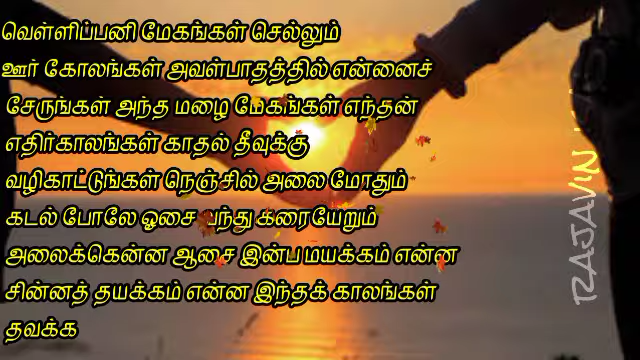 வெள்ளிப்பனி மேகங்கள் செல்லும்
ஊர் கோலங்கள் அவள்பாதத்தில் என்னைச்
சேருங்கள் அந்த மழை மேகங்கள் எந்தன்
எதிர்காலங்கள் காதல் தீவுக்கு
வழிகாட்டுங்கள் நெஞ்சில் அலை மோதும்
கடல் போலே ஓசை வந்து கரையேறும்
அலைக்கென்ன ஆசை இன்ப மயக்கம் என்ன
சின்னத் தயக்கம் என்ன இந்தக் காலங்கள்
தவக்க
RAJAVIN